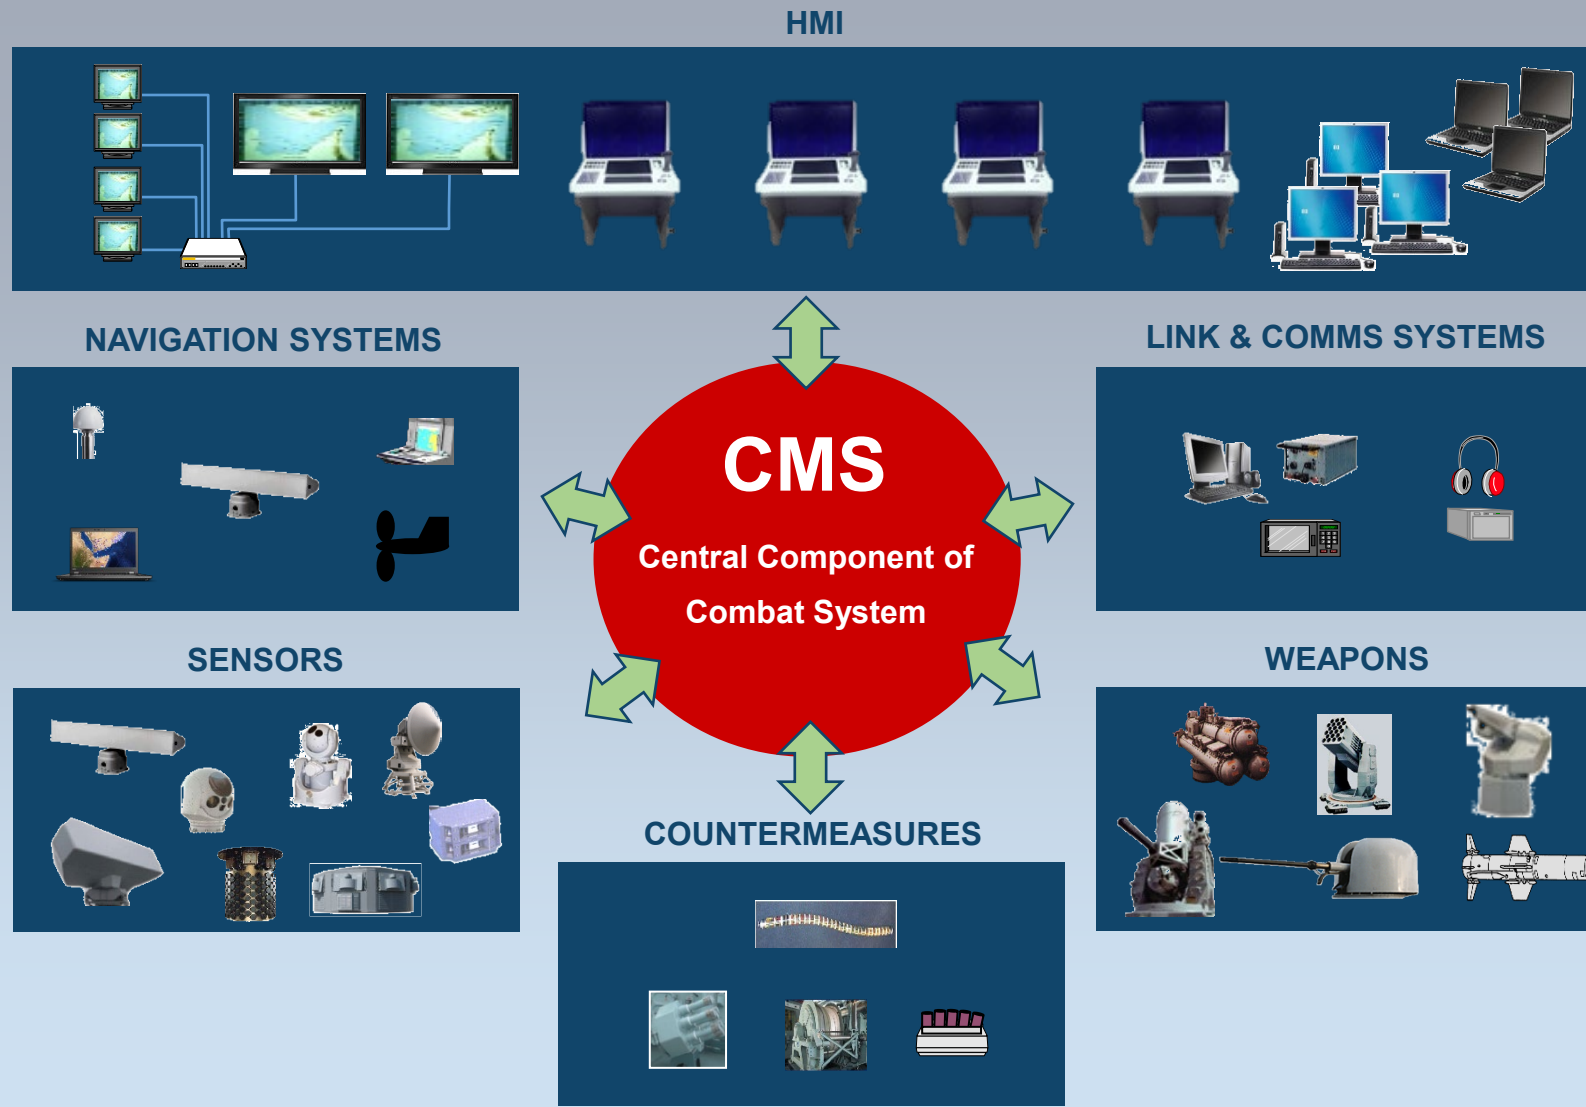 HMI
NAVIGATION SYSTEMS
LINK & COMMS SYSTEMS
CMS
Central Component of
Combat System
SENSORS
WEAPONS
COUNTERMEASURES